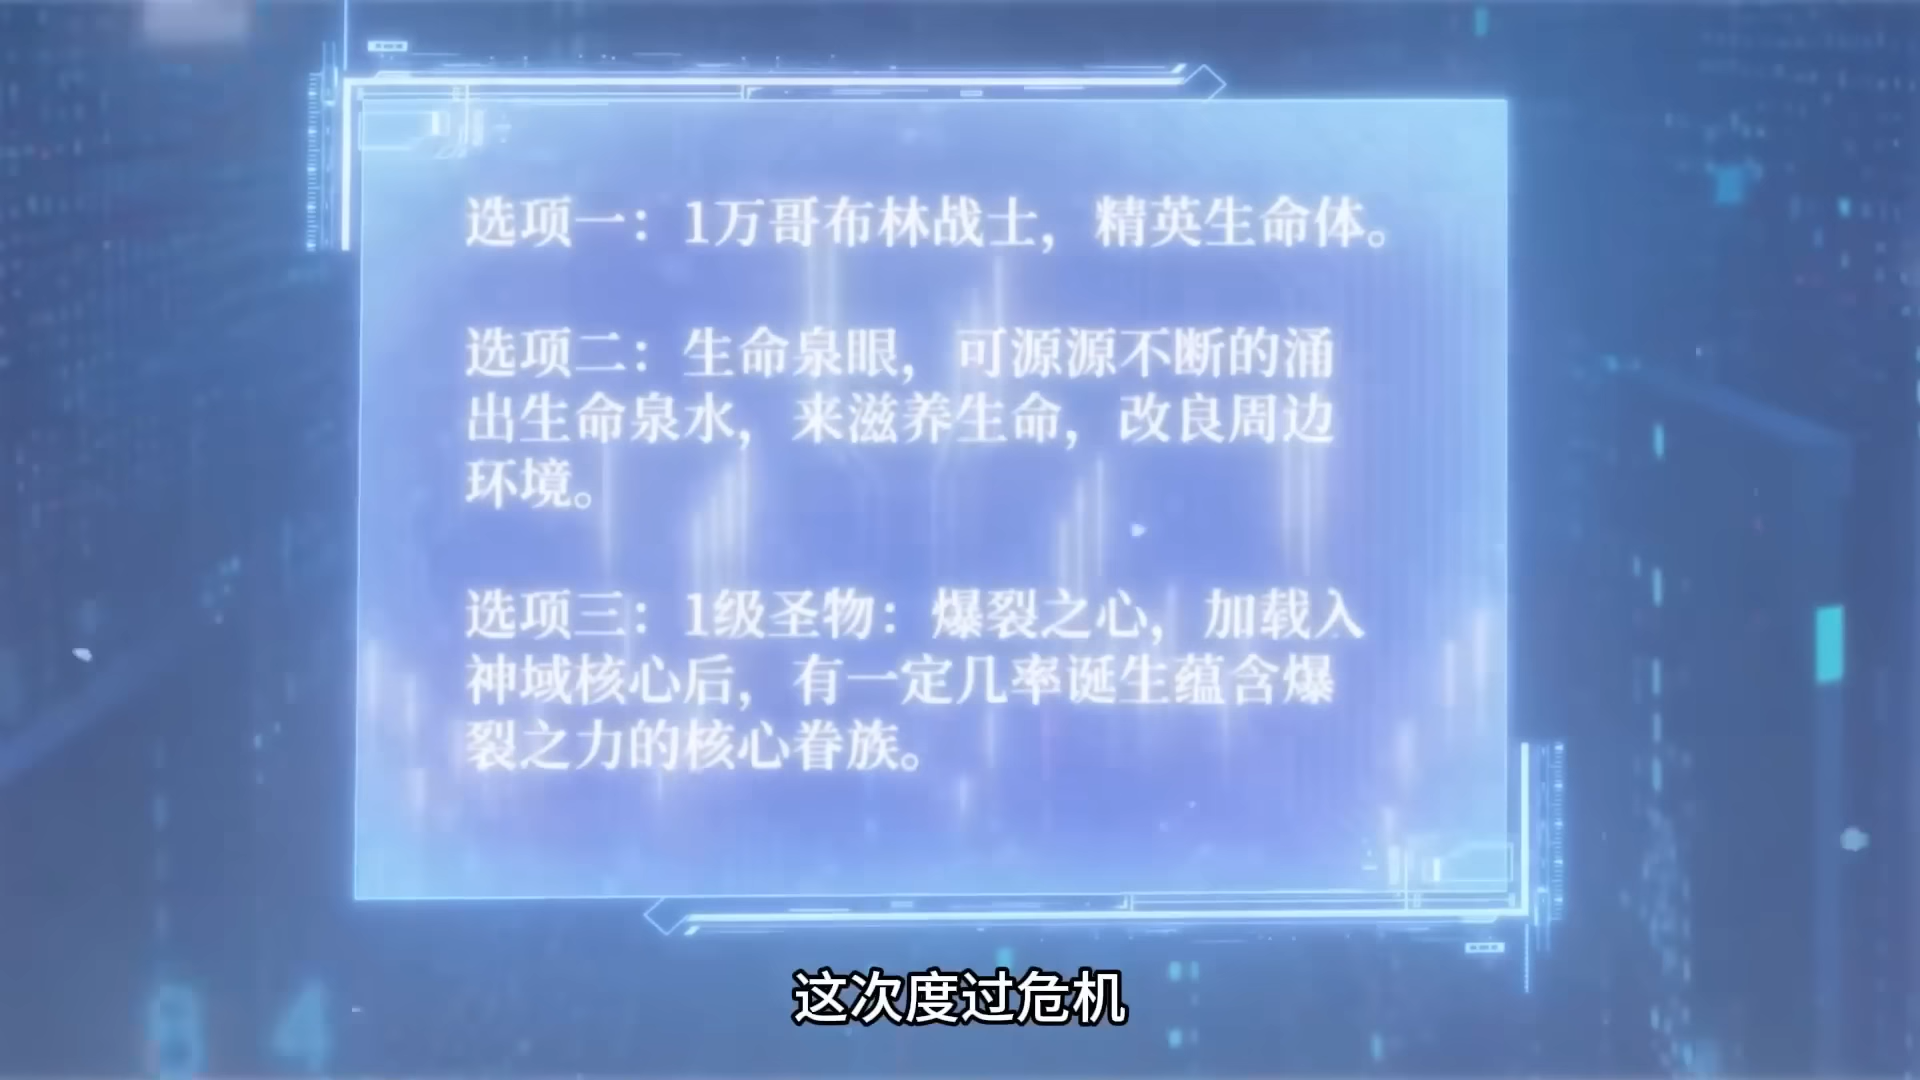 选项一：1万哥布林战士，精英生命体。
选项二：生命泉眼，可源源不断的涌
出生命泉水，来滋养生命，改良周边
环境。
选项三：1级圣物：爆裂之心，加载入
神域核心后，有一定几率诞生蕴含爆
裂之力的核心眷族。
这次度过危机